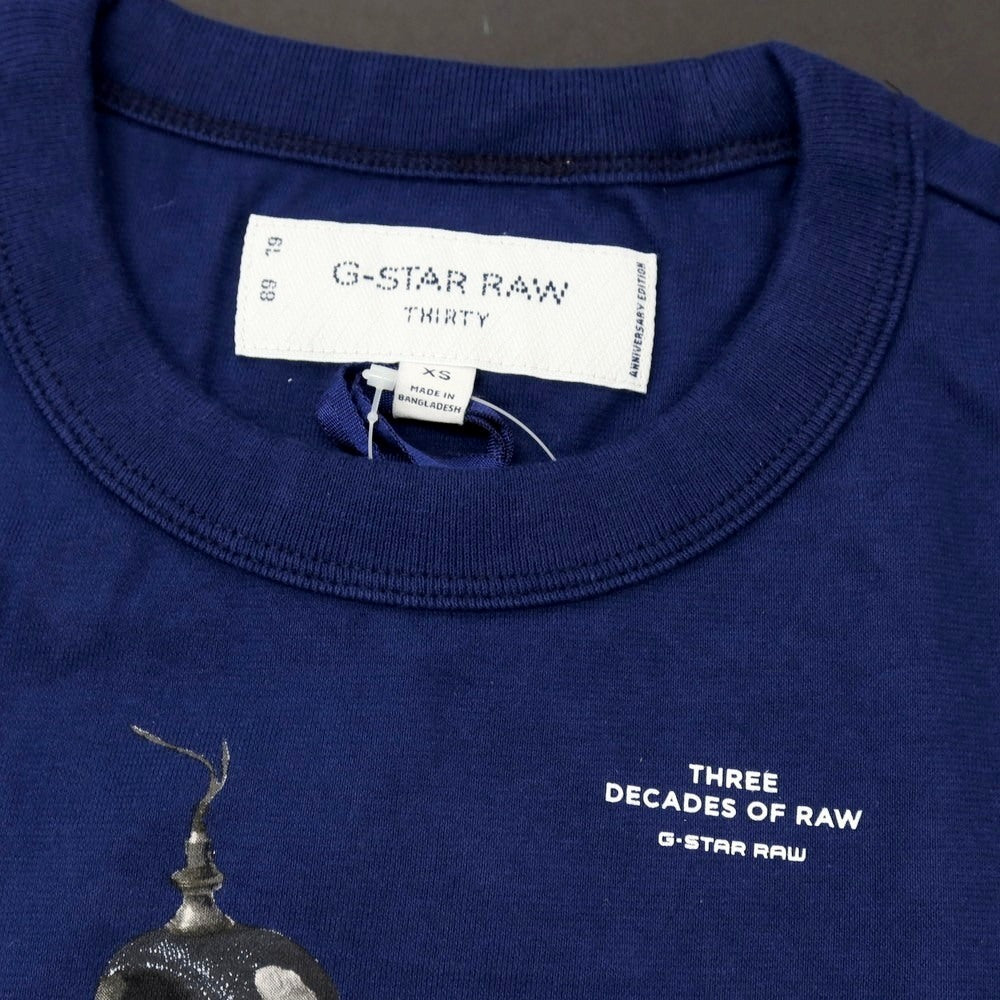 89 19
G-STAR RAW
THIRTY
ANNIVERSARY EDITION
XS
MADE IN
BANGLADESH
THREE
DECADES OF RAW
G-STAR RAW